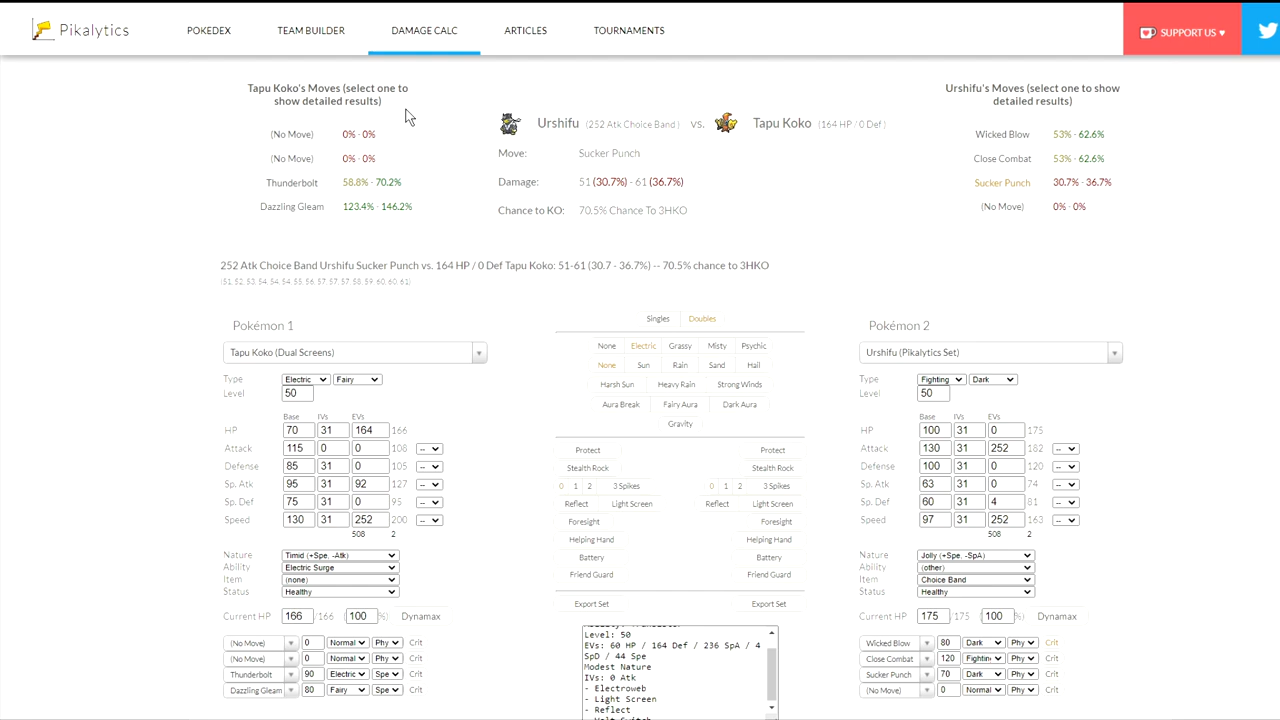 Pikalytics
POKEDEX
TEAM BUILDER
DAMAGE CALC
ARTICLES
TOURNAMENTS
SUPPORT US ♥
Tapu Koko's Moves (select one to
show detailed results)
(No Move) 0% - 0%
(No Move) 0% - 0%
Thunderbolt 58.8% - 70.2%
Dazzling Gleam 123.4% - 146.2%
Urshifu (252 Atk Choice Band ) vs. Tapu Koko (164 HP / 0 Def )
Move: Sucker Punch
Damage: 51 (30.7%) - 61 (36.7%)
Chance to KO: 70.5% Chance To 3HKO
Urshifu's Moves (select one to
show detailed results)
Wicked Blow 53% - 62.6%
Close Combat 53% - 62.6%
Sucker Punch 30.7% - 36.7%
(No Move) 0% - 0%
252 Atk Choice Band Urshifu Sucker Punch vs. 164 HP / 0 Def Tapu Koko: 51-61 (30.7 - 36.7%) -- 70.5% chance to 3HKO
(51, 52, 53, 54, 54, 54, 55, 56, 57, 57, 57, 58, 59, 60, 60, 61)
Pokémon 1
Tapu Koko (Dual Screens)
Type Electric Fairy
Level 50
Base IVs EVs
HP 70 31 164 166
Attack 115 0 0 108 --
Defense 85 31 0 105 --
Sp. Atk 95 31 92 127 --
Sp. Def 75 31 0 95 --
Speed 130 31 252 200 --
508 2
Nature Timid (+Spe, -Atk)
Ability Electric Surge
Item (none)
Status Healthy
Current HP 166 /166 ( 100 %) Dynamax
(No Move) 0 Normal Phy Crit
(No Move) 0 Normal Phy Crit
Thunderbolt 90 Electric Spe Crit
Dazzling Gleam 80 Fairy Spe Crit
Singles Doubles
None Electric Grassy Misty Psychic
None Sun Rain Sand Hail
Harsh Sun Heavy Rain Strong Winds
Aura Break Fairy Aura Dark Aura
Gravity
Protect Protect
Stealth Rock Stealth Rock
0 1 2 3 Spikes 0 1 2 3 Spikes
Reflect Light Screen Reflect Light Screen
Foresight Foresight
Helping Hand Helping Hand
Battery Battery
Friend Guard Friend Guard
Export Set Export Set
Level: 50
EVs: 60 HP / 164 Def / 236 SpA / 4
SpD / 44 Spe
Modest Nature
IVs: 0 Atk
- Electroweb
- Light Screen
- Reflect
- Volt Switch
Pokémon 2
Urshifu (Pikalytics Set)
Type Fighting Dark
Level 50
Base IVs EVs
HP 100 31 0 175
Attack 130 31 252 182 --
Defense 100 31 0 120 --
Sp. Atk 63 31 0 74 --
Sp. Def 60 31 4 81 --
Speed 97 31 252 163 --
508 2
Nature Jolly (+Spe, -SpA)
Ability (other)
Item Choice Band
Status Healthy
Current HP 175 /175 ( 100 %) Dynamax
Wicked Blow 80 Dark Phy Crit
Close Combat 120 Fighting Phy Crit
Sucker Punch 70 Dark Phy Crit
(No Move) 0 Normal Phy Crit